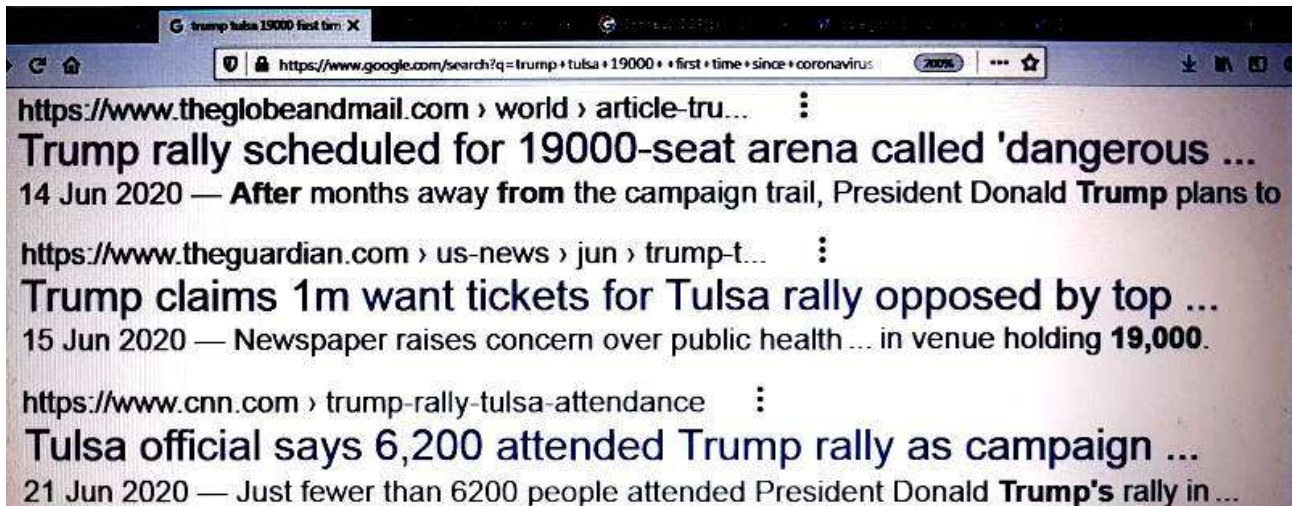 trump tulsa 19000 first tim
https://www.google.com/search?q=trump+tulsa+19000+ +first+time+since+coronavirus 200%
https://www.theglobeandmail.com › world › article-tru...
Trump rally scheduled for 19000-seat arena called 'dangerous ...
14 Jun 2020 — After months away from the campaign trail, President Donald Trump plans to
https://www.theguardian.com › us-news › jun › trump-t...
Trump claims 1m want tickets for Tulsa rally opposed by top ...
15 Jun 2020 — Newspaper raises concern over public health ... in venue holding 19,000.
https://www.cnn.com › trump-rally-tulsa-attendance
Tulsa official says 6,200 attended Trump rally as campaign ...
21 Jun 2020 — Just fewer than 6200 people attended President Donald Trump's rally in ...